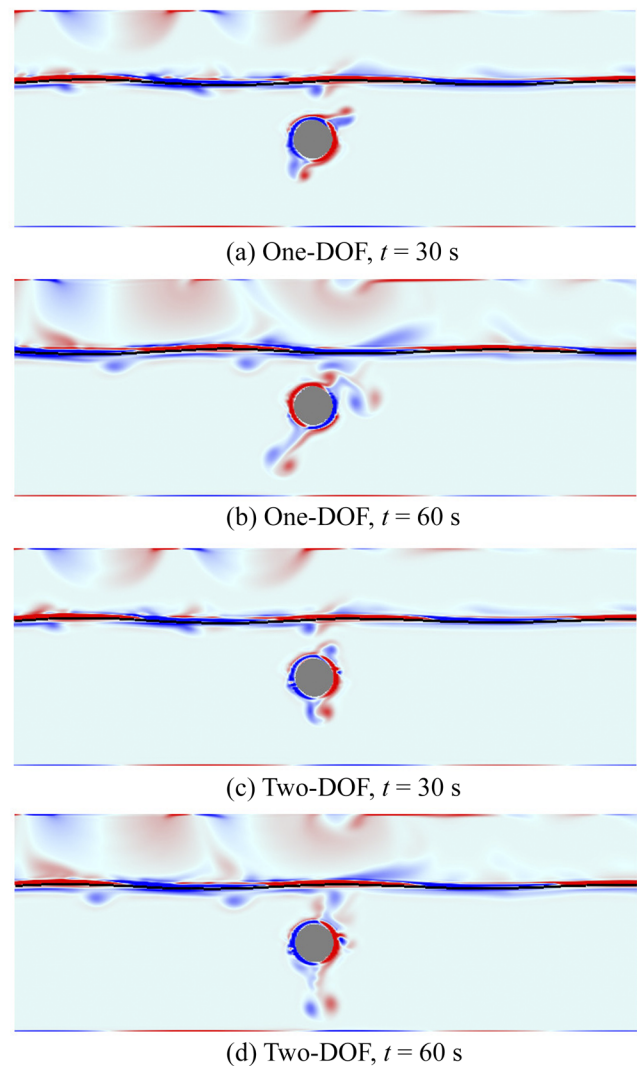 (a) One-DOF, t = 30 s
(b) One-DOF, t = 60 s
(c) Two-DOF, t = 30 s
(d) Two-DOF, t = 60 s